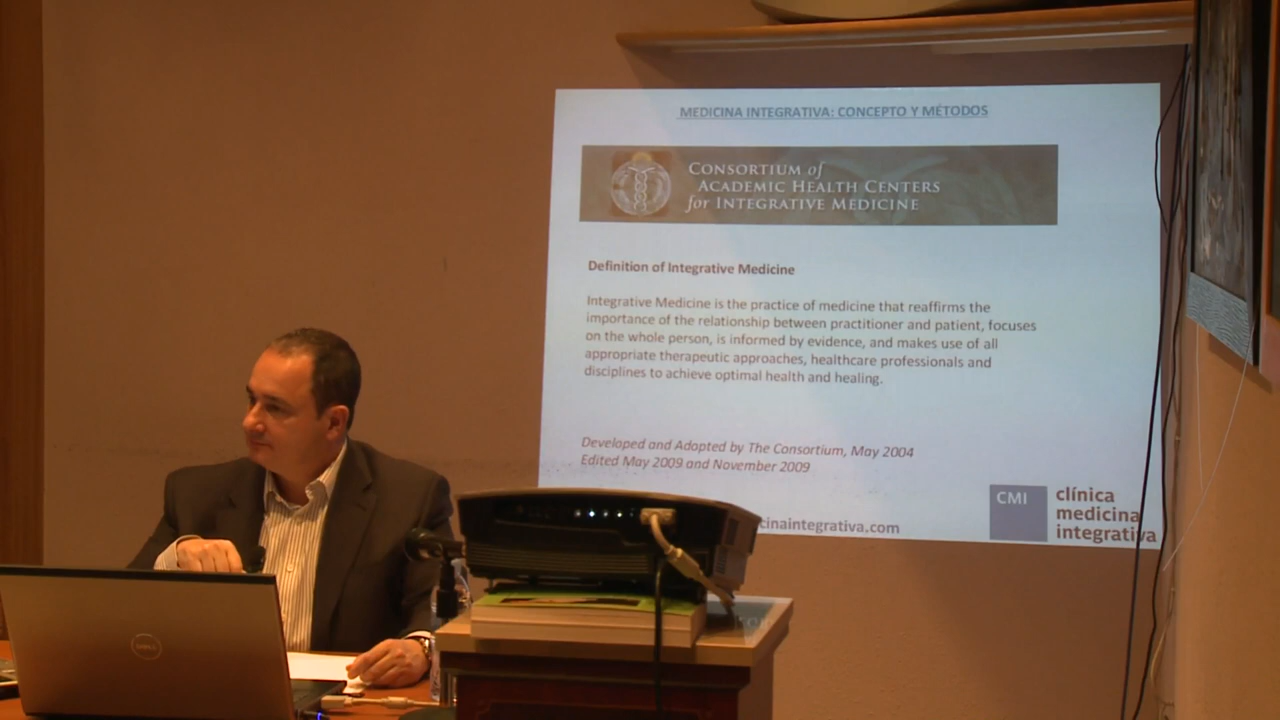 MEDICINA INTEGRATIVA: CONCEPTO Y MÉTODOS
CONSORTIUM of
ACADEMIC HEALTH CENTERS
for INTEGRATIVE MEDICINE
Definition of Integrative Medicine
Integrative Medicine is the practice of medicine that reaffirms the
importance of the relationship between practitioner and patient, focuses
on the whole person, is informed by evidence, and makes use of all
appropriate therapeutic approaches, healthcare professionals and
disciplines to achieve optimal health and healing.
Developed and Adopted by The Consortium, May 2004
Edited May 2009 and November 2009
cinaintegrativa.com
CMI
clínica
medicina
integrativa
DELL